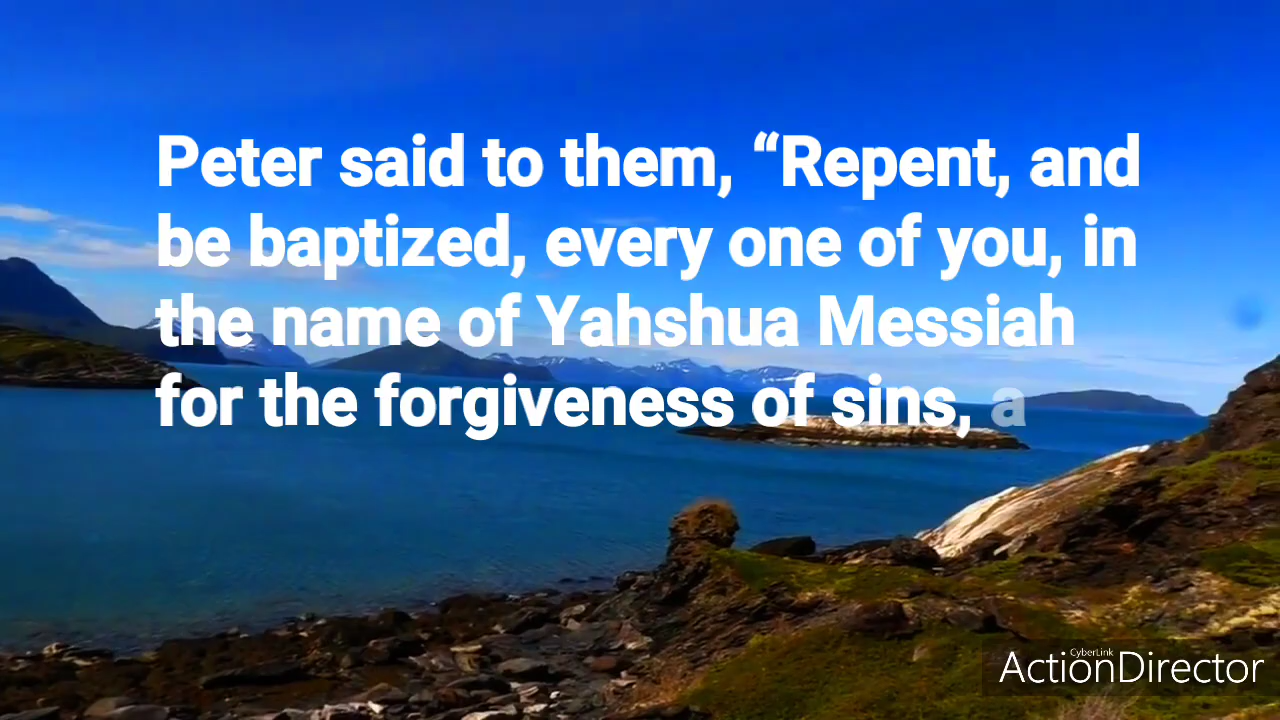 Peter said to them, “Repent, and
be baptized, every one of you, in
the name of Yahshua Messiah
for the forgiveness of sins, a
CyberLink
ActionDirector